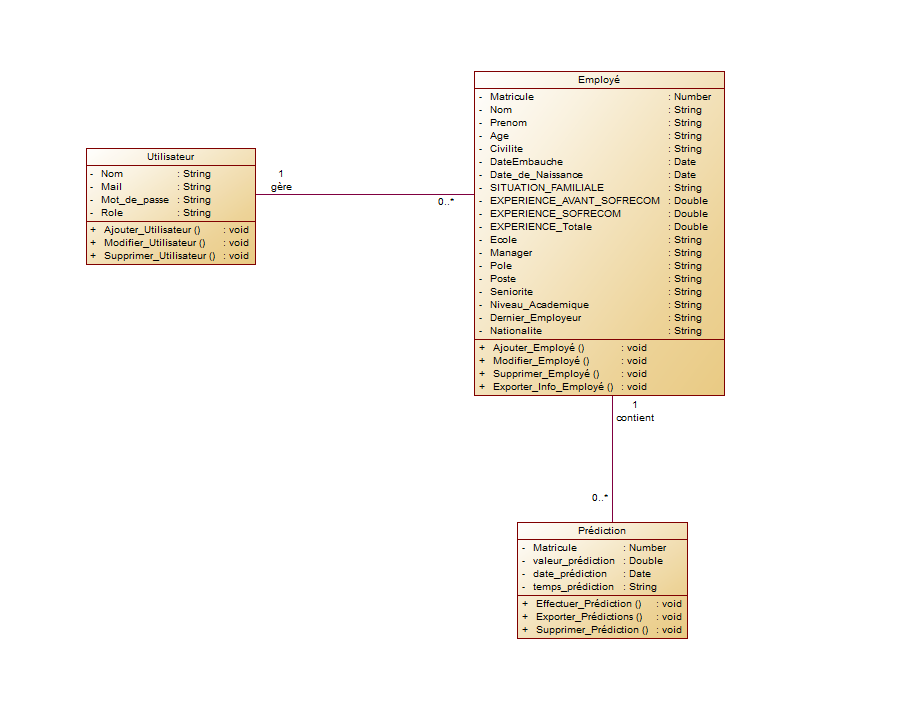 Employé
- Matricule : Number
- Nom : String
- Prenom : String
- Age : String
- Civilite : String
- DateEmbauche : Date
- Date_de_Naissance : Date
- SITUATION_FAMILIALE : String
- EXPERIENCE_AVANT_SOFRECOM : Double
- EXPERIENCE_SOFRECOM : Double
- EXPERIENCE_Totale : Double
- Ecole : String
- Manager : String
- Pole : String
- Poste : String
- Seniorite : String
- Niveau_Academique : String
- Dernier_Employeur : String
- Nationalite : String
+ Ajouter_Employé () : void
+ Modifier_Employé () : void
+ Supprimer_Employé () : void
+ Exporter_Info_Employé () : void
Utilisateur
- Nom : String
- Mail : String
- Mot_de_passe : String
- Role : String
+ Ajouter_Utilisateur () : void
+ Modifier_Utilisateur () : void
+ Supprimer_Utilisateur () : void
1
gère
0..*
1
contient
0..*
Prédiction
- Matricule : Number
- valeur_prédiction : Double
- date_prédiction : Date
- temps_prédiction : String
+ Effectuer_Prédiction () : void
+ Exporter_Prédictions () : void
+ Supprimer_Prédiction () : void